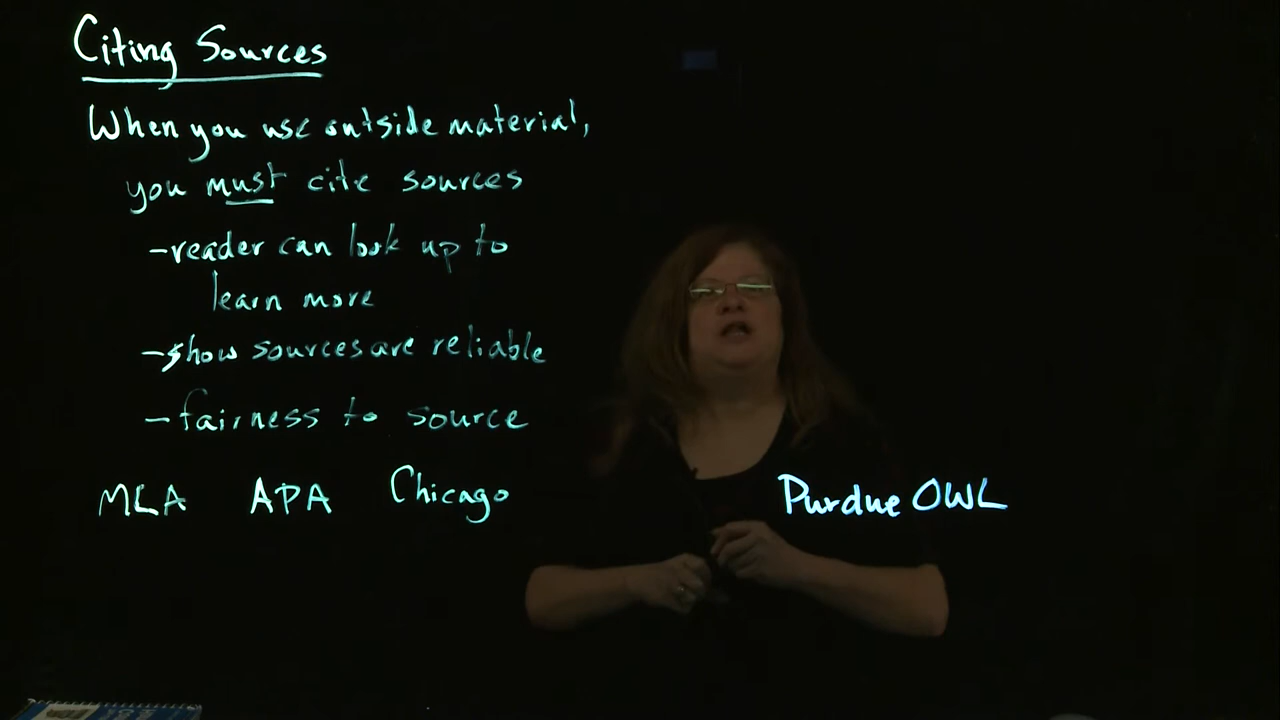 Citing Sources
When you use outside material,
you must cite sources
-reader can look up to
learn more
-show sources are reliable
-fairness to source
MLA APA Chicago Purdue OWL